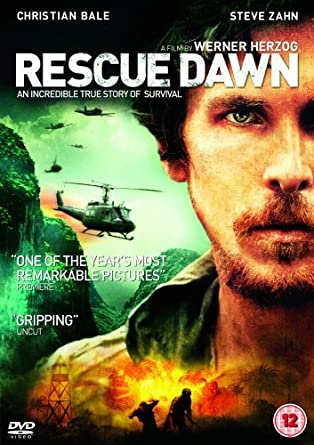 CHRISTIAN BALE STEVE ZAHN
A FILM BY WERNER HERZOG
RESCUE DAWN
AN INCREDIBLE TRUE STORY OF SURVIVAL
"ONE OF THE YEAR'S MOST
REMARKABLE PICTURES"
PREMIERE
"GRIPPING"
UNCUT
DVD
VIDEO
12